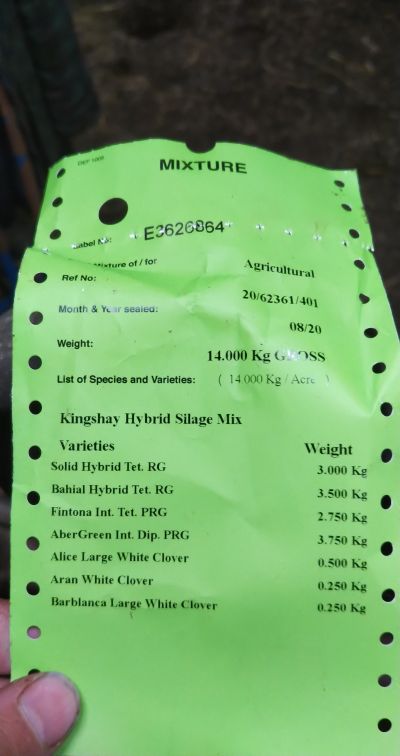 DEF 1009
MIXTURE
Label No: E3626864
Mixture of / for Agricultural
Ref No: 20/62361/401
Month & Year sealed: 08/20
Weight: 14.000 Kg GROSS
List of Species and Varieties: ( 14.000 Kg / Acre )
Kingshay Hybrid Silage Mix
Varieties Weight
Solid Hybrid Tet. RG 3.000 Kg
Bahial Hybrid Tet. RG 3.500 Kg
Fintona Int. Tet. PRG 2.750 Kg
AberGreen Int. Dip. PRG 3.750 Kg
Alice Large White Clover 0.500 Kg
Aran White Clover 0.250 Kg
Barblanca Large White Clover 0.250 Kg